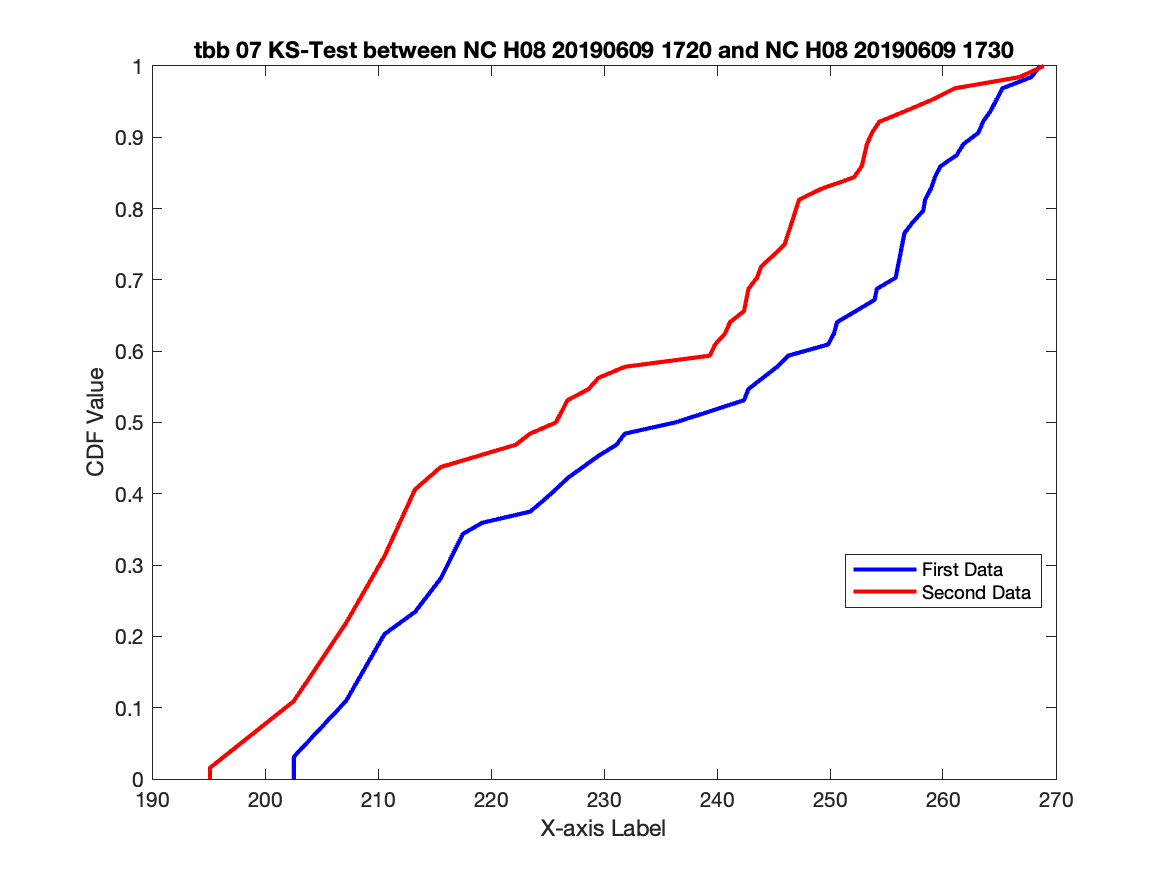 tbb 07 KS-Test between NC H08 20190609 1720 and NC H08 20190609 1730
1
0.9
0.8
0.7
0.6
0.5
0.4
0.3
0.2
0.1
0
CDF Value
First Data
Second Data
190 200 210 220 230 240 250 260 270
X-axis Label